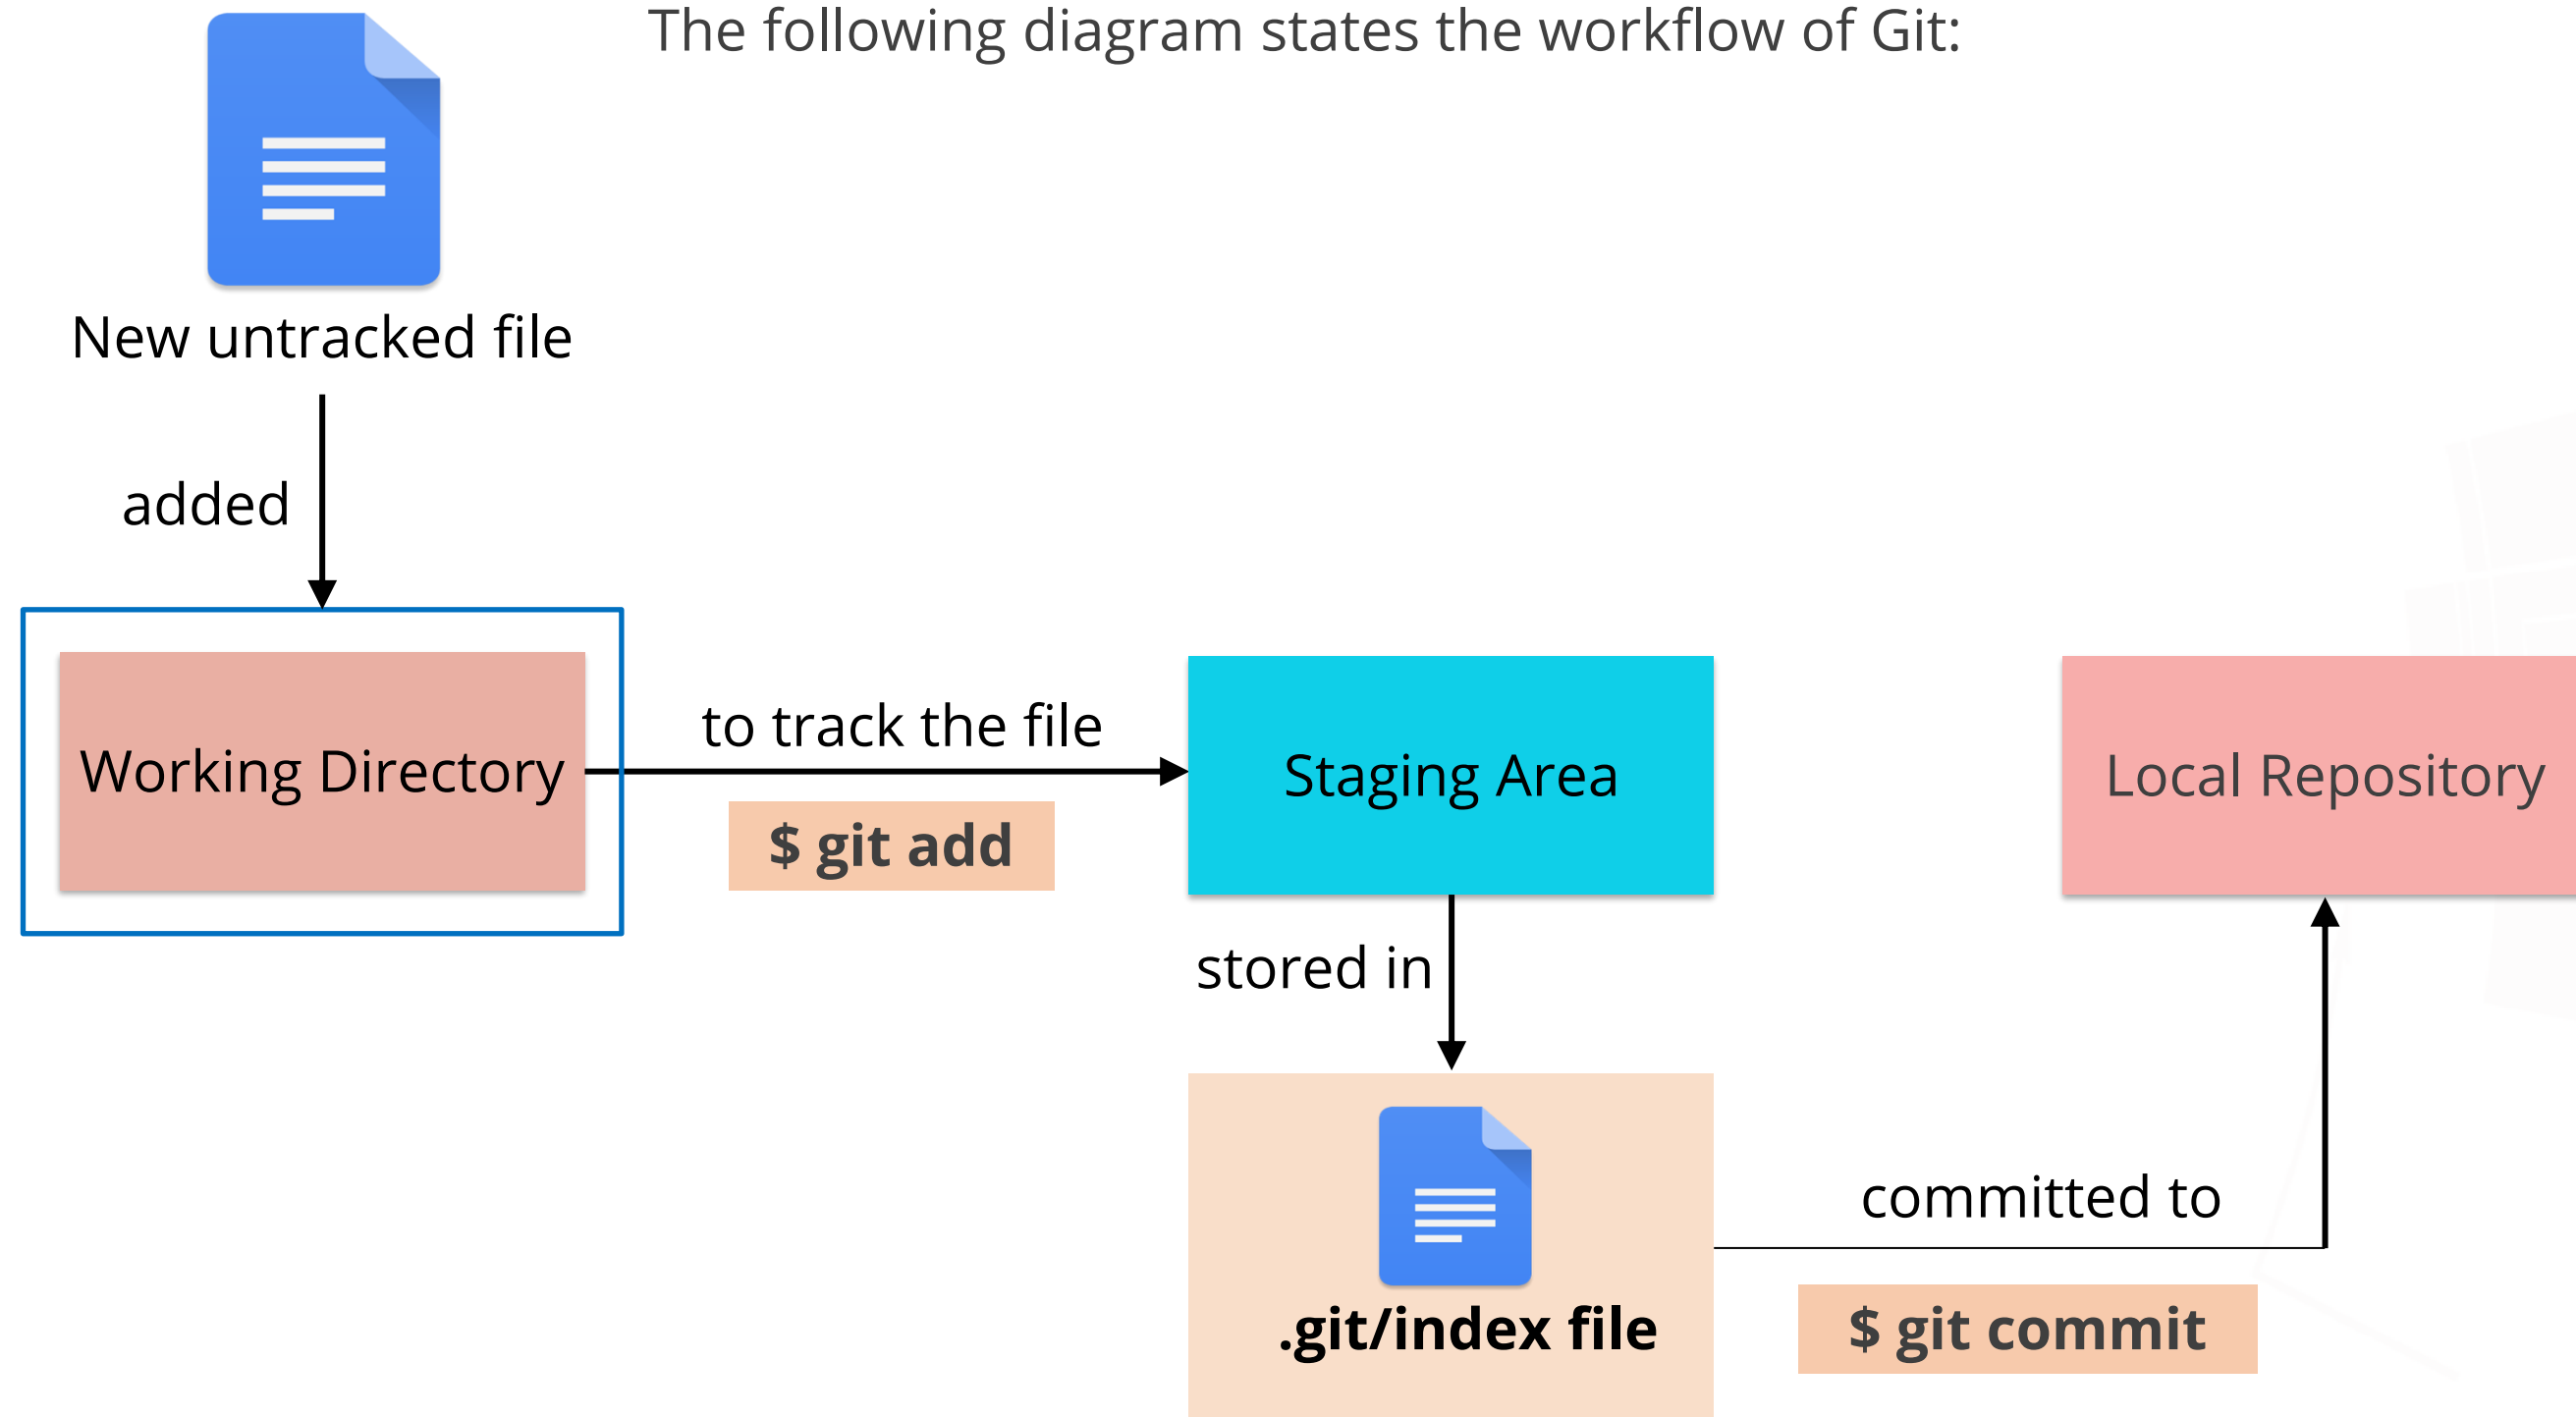 The following diagram states the workflow of Git:
New untracked file
added
Working Directory
to track the file
$ git add
Staging Area
Local Repository
stored in
.git/index file
committed to
$ git commit